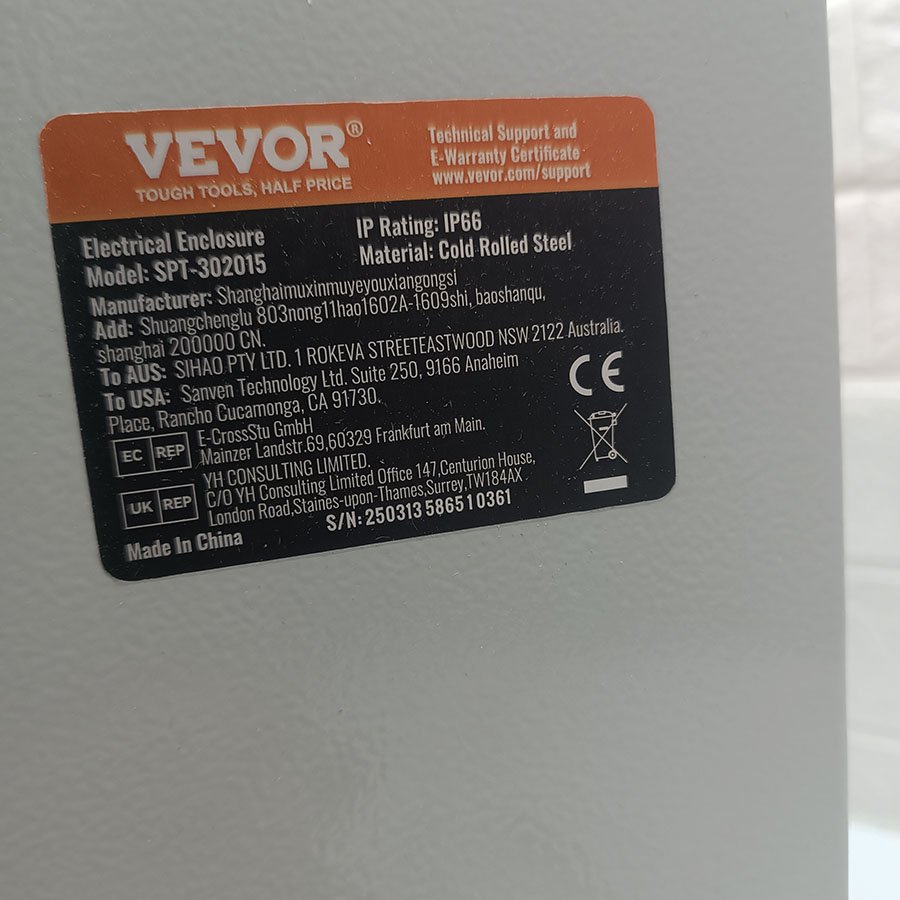 VEVOR®
TOUGH TOOLS, HALF PRICE
Technical Support and
E-Warranty Certificate
www.vevor.com/support
Electrical Enclosure
Model: SPT-302015
IP Rating: IP66
Material: Cold Rolled Steel
Manufacturer: Shanghaimuxinmuyeyouxiangongsi
Add: Shuangchenglu 803nong11hao1602A-1609shi, baoshanqu,
shanghai 200000 CN.
To AUS: SIHAO PTY LTD. 1 ROKEVA STREETEASTWOOD NSW 2122 Australia.
To USA: Sanven Technology Ltd. Suite 250, 9166 Anaheim
Place, Rancho Cucamonga, CA 91730.
CE
EC REP
E-CrossStu GmbH
Mainzer Landstr.69,60329 Frankfurt am Main.
UK REP
YH CONSULTING LIMITED.
C/O YH Consulting Limited Office 147,Centurion House,
London Road,Staines-upon-Thames,Surrey,TW184AX
S/N: 250313 58651 0361
Made In China